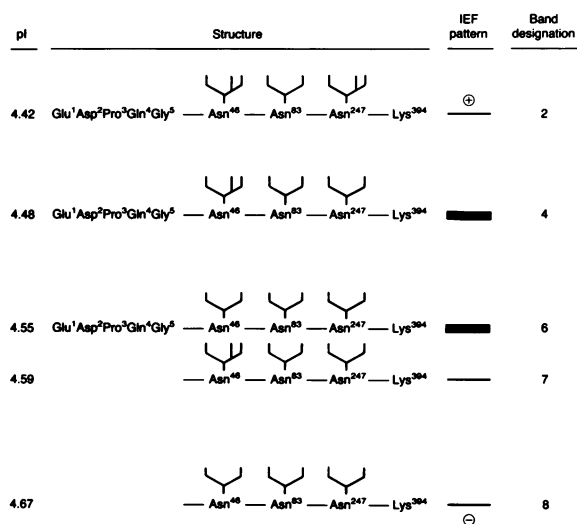 pI Structure IEF pattern Band designation
4.42 Glu¹Asp²Pro³Gln⁴Gly⁵ — Asn⁴⁶ — Asn⁸³ — Asn²⁴⁷ — Lys³⁹⁴ ⊕ 2
4.48 Glu¹Asp²Pro³Gln⁴Gly⁵ — Asn⁴⁶ — Asn⁸³ — Asn²⁴⁷ — Lys³⁹⁴ 4
4.55 Glu¹Asp²Pro³Gln⁴Gly⁵ — Asn⁴⁶ — Asn⁸³ — Asn²⁴⁷ — Lys³⁹⁴ 6
4.59 — Asn⁴⁶ — Asn⁸³ — Asn²⁴⁷ — Lys³⁹⁴ 7
4.67 — Asn⁴⁶ — Asn⁸³ — Asn²⁴⁷ — Lys³⁹⁴ 8
⊖